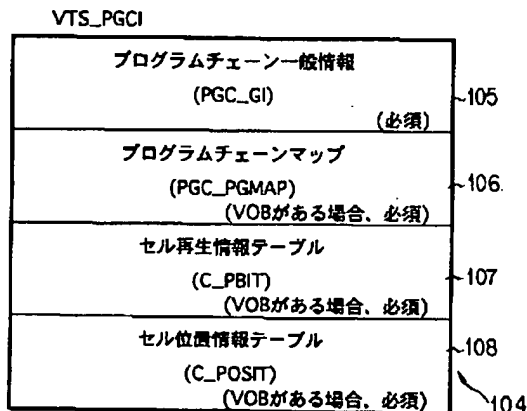 VTS_PGCI
プログラムチェーン一般情報
(PGC_GI)
(必須)
105
プログラムチェーンマップ
(PGC_PGMAP)
(VOBがある場合、必須)
106
セル再生情報テーブル
(C_PBIT)
(VOBがある場合、必須)
107
セル位置情報テーブル
(C_POSIT)
(VOBがある場合、必須)
108
104